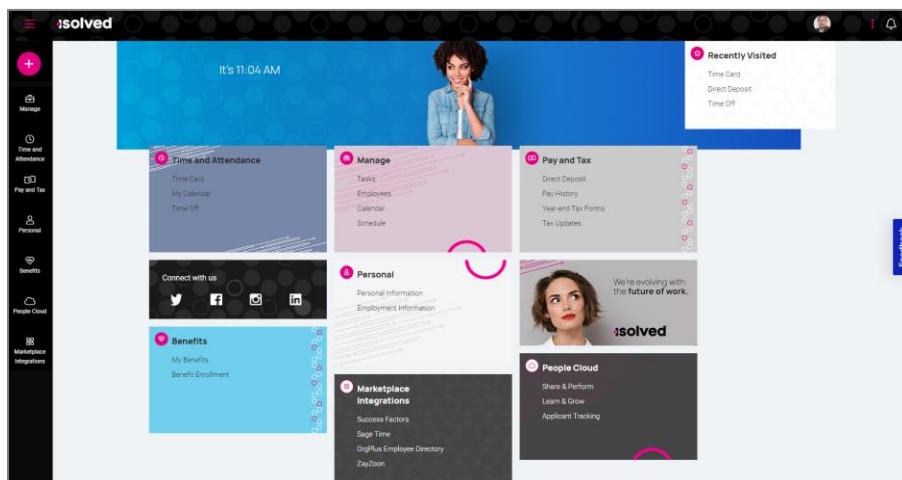 isolved
It's 11:04 AM
Recently Visited
Time Card
Direct Deposit
Time Off
Manage
Time and
Attendance
Pay and Tax
Personal
Benefits
People Cloud
Marketplace
Integrations
Time and Attendance
Time Card
My Calendar
Time Off
Manage
Tasks
Employees
Calendar
Schedule
Pay and Tax
Direct Deposit
Pay History
Year-end Tax Forms
Tax Updates
Feedback
Connect with us
Personal
Personal Information
Employment Information
We're evolving with
the future of work.
isolved
Benefits
My Benefits
Benefit Enrollment
People Cloud
Share & Perform
Learn & Grow
Applicant Tracking
Marketplace
Integrations
Success Factors
Sage Time
OrgPlus Employee Directory
ZayZoon